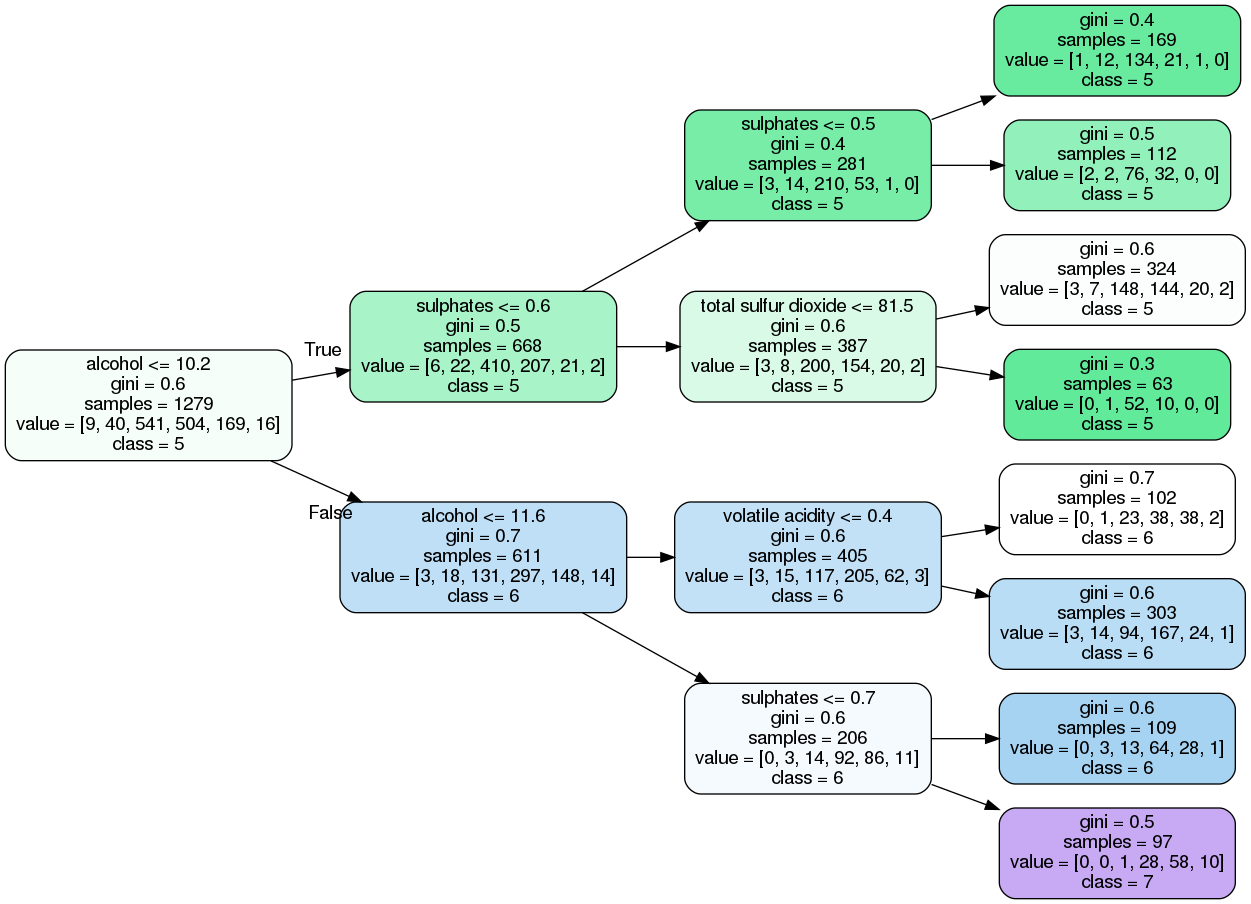 gini = 0.4
samples = 169
value = [1, 12, 134, 21, 1, 0]
class = 5
sulphates <= 0.5
gini = 0.4
samples = 281
value = [3, 14, 210, 53, 1, 0]
class = 5
gini = 0.5
samples = 112
value = [2, 2, 76, 32, 0, 0]
class = 5
gini = 0.6
samples = 324
value = [3, 7, 148, 144, 20, 2]
class = 5
sulphates <= 0.6
gini = 0.5
samples = 668
value = [6, 22, 410, 207, 21, 2]
class = 5
total sulfur dioxide <= 81.5
gini = 0.6
samples = 387
value = [3, 8, 200, 154, 20, 2]
class = 5
True
alcohol <= 10.2
gini = 0.6
samples = 1279
value = [9, 40, 541, 504, 169, 16]
class = 5
gini = 0.3
samples = 63
value = [0, 1, 52, 10, 0, 0]
class = 5
False
alcohol <= 11.6
gini = 0.7
samples = 611
value = [3, 18, 131, 297, 148, 14]
class = 6
volatile acidity <= 0.4
gini = 0.6
samples = 405
value = [3, 15, 117, 205, 62, 3]
class = 6
gini = 0.7
samples = 102
value = [0, 1, 23, 38, 38, 2]
class = 6
gini = 0.6
samples = 303
value = [3, 14, 94, 167, 24, 1]
class = 6
sulphates <= 0.7
gini = 0.6
samples = 206
value = [0, 3, 14, 92, 86, 11]
class = 6
gini = 0.6
samples = 109
value = [0, 3, 13, 64, 28, 1]
class = 6
gini = 0.5
samples = 97
value = [0, 0, 1, 28, 58, 10]
class = 7